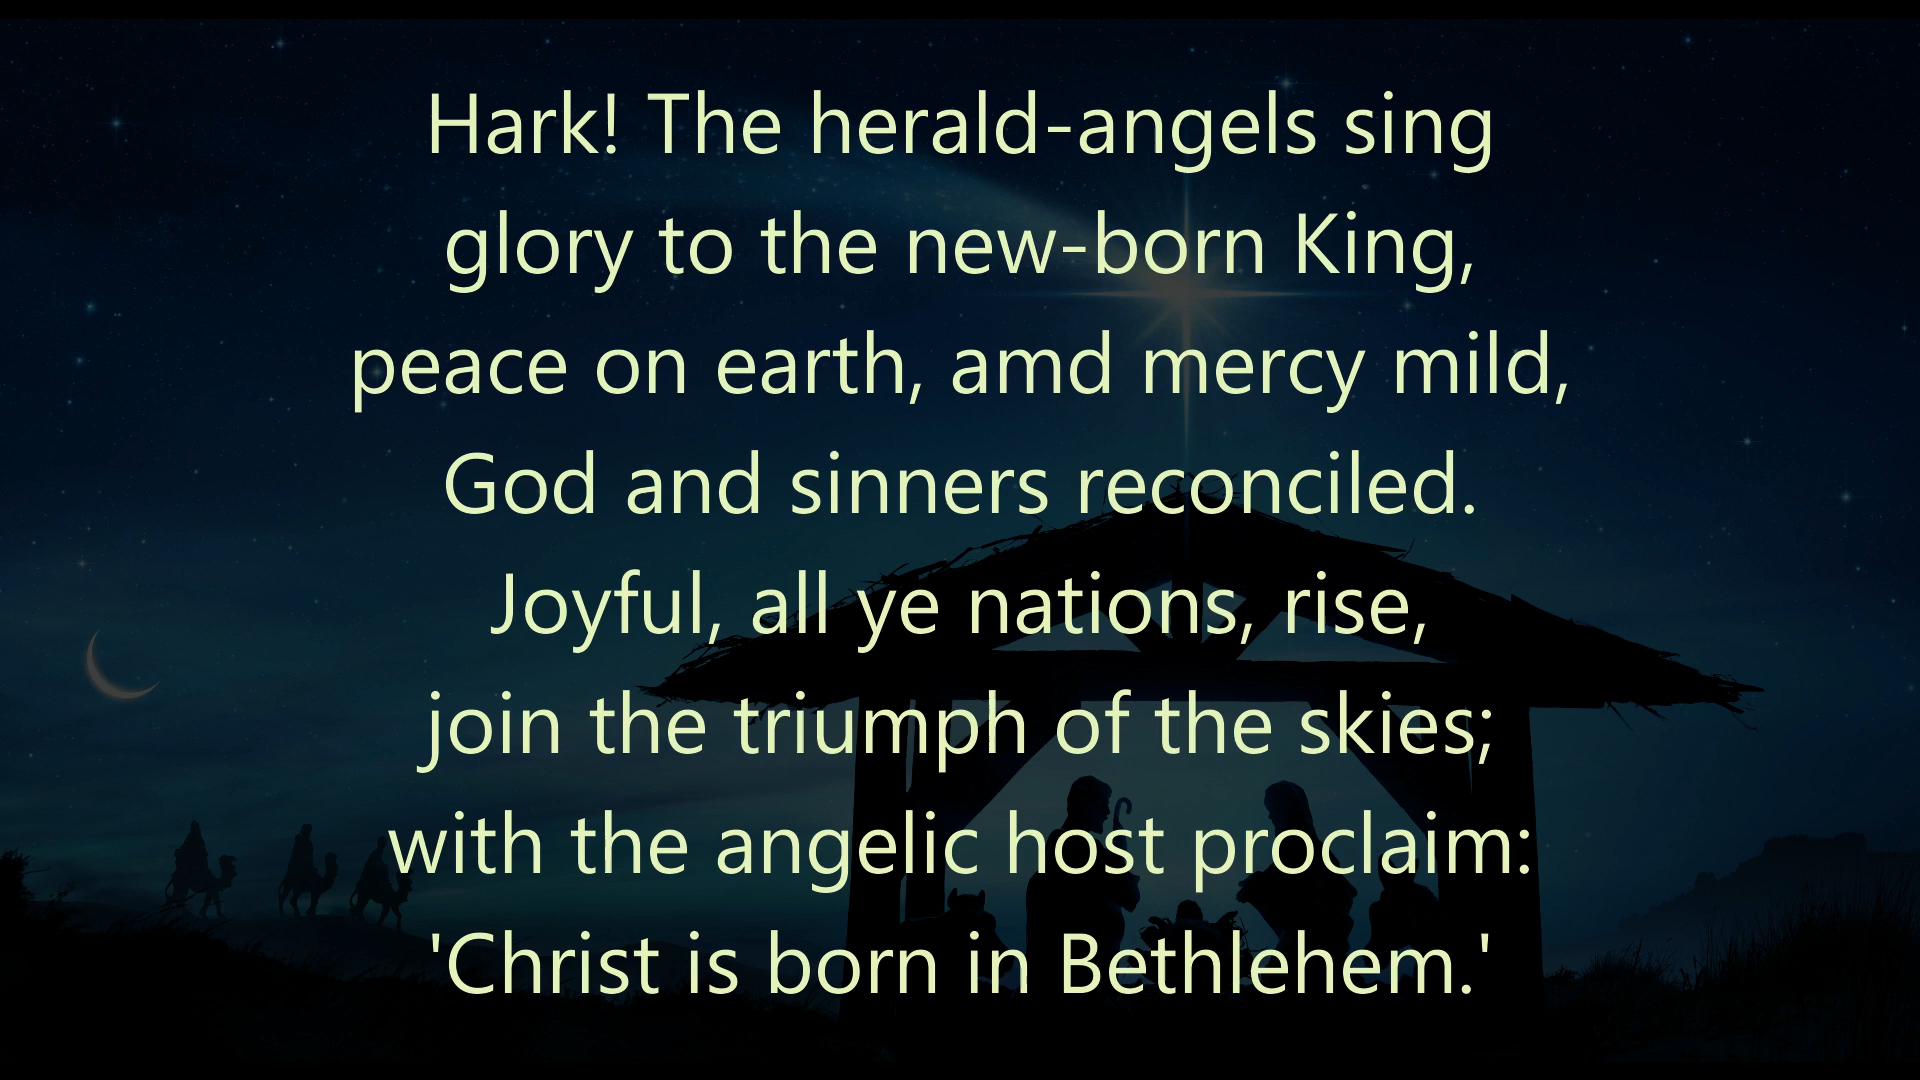 Hark! The herald-angels sing
glory to the new-born King,
peace on earth, amd mercy mild,
God and sinners reconciled.
Joyful, all ye nations, rise,
join the triumph of the skies;
with the angelic host proclaim:
'Christ is born in Bethlehem.'